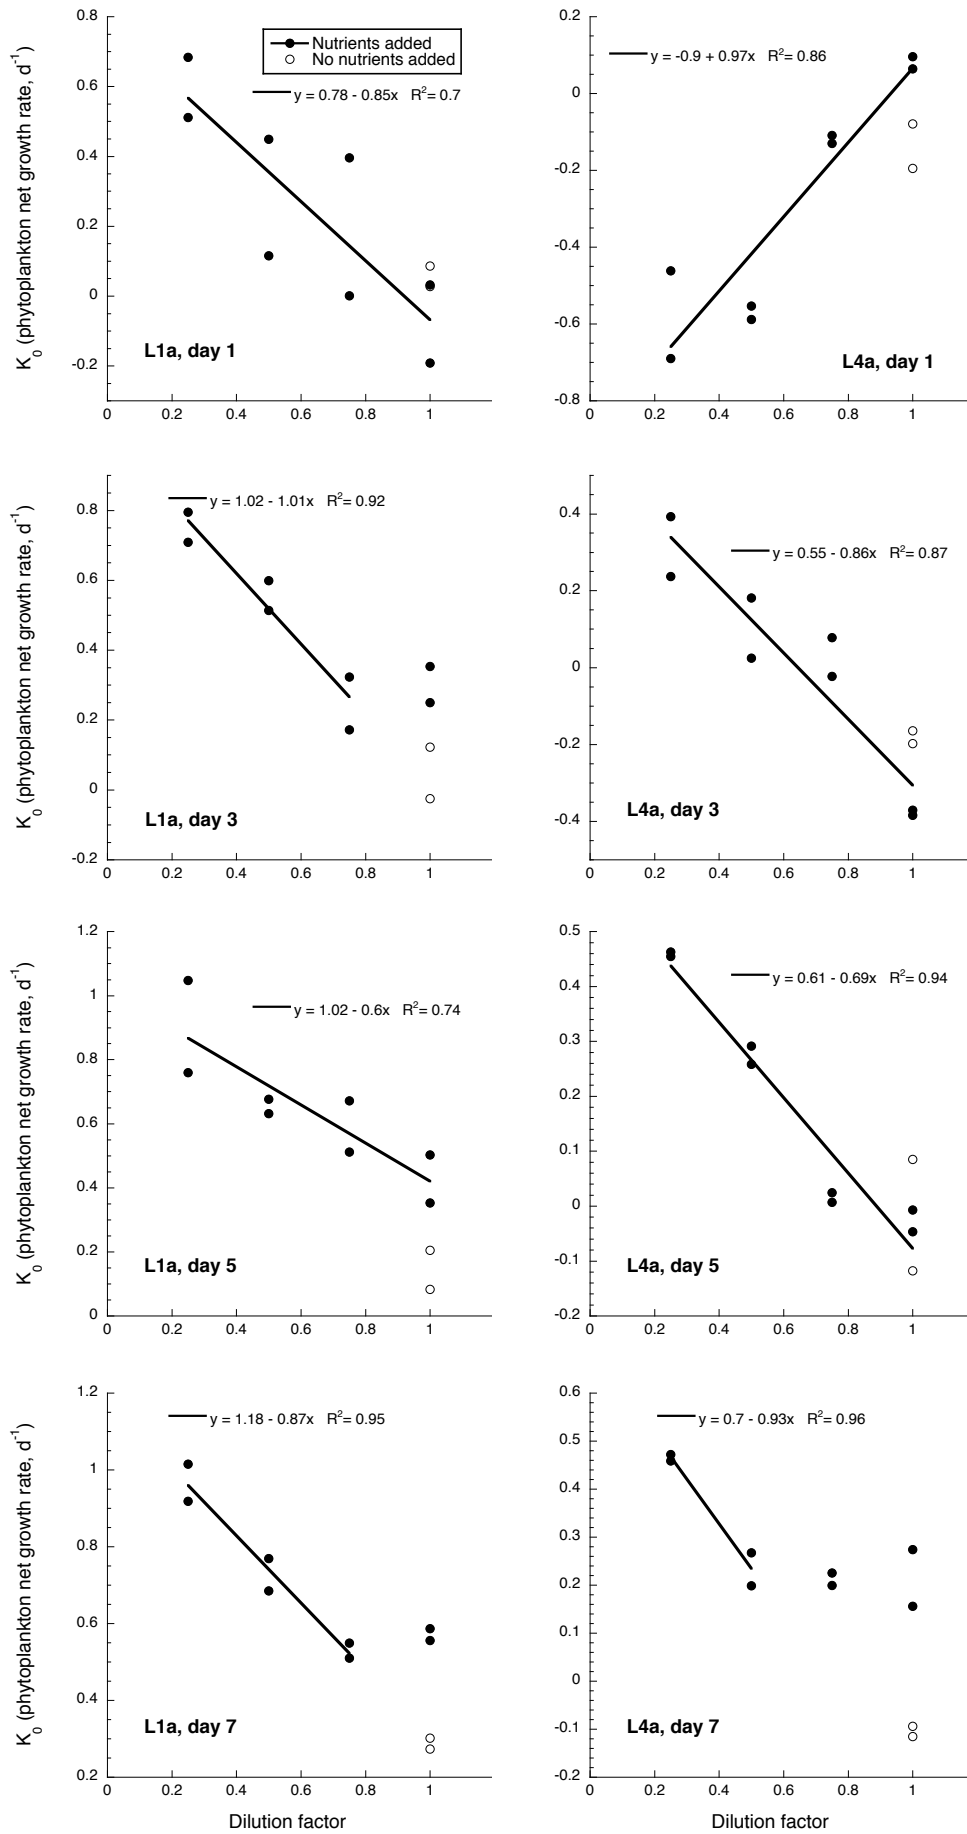 K0 (phytoplankton net growth rate, d-1)
0.8
0.6
0.4
0.2
0
-0.2
0 0.2 0.4 0.6 0.8 1
Nutrients added
No nutrients added
y = 0.78 - 0.85x R2= 0.7
L1a, day 1
0.2
0
-0.2
-0.4
-0.6
-0.8
0 0.2 0.4 0.6 0.8 1
y = -0.9 + 0.97x R2= 0.86
L4a, day 1
K0 (phytoplankton net growth rate, d-1)
0.8
0.6
0.4
0.2
0
-0.2
0 0.2 0.4 0.6 0.8 1
y = 1.02 - 1.01x R2= 0.92
L1a, day 3
0.4
0.2
0
-0.2
-0.4
0 0.2 0.4 0.6 0.8 1
y = 0.55 - 0.86x R2= 0.87
L4a, day 3
K0 (phytoplankton net growth rate, d-1)
1.2
1
0.8
0.6
0.4
0.2
0
0 0.2 0.4 0.6 0.8 1
y = 1.02 - 0.6x R2= 0.74
L1a, day 5
0.5
0.4
0.3
0.2
0.1
0
-0.1
-0.2
0 0.2 0.4 0.6 0.8 1
y = 0.61 - 0.69x R2= 0.94
L4a, day 5
K0 (phytoplankton net growth rate, d-1)
1.2
1
0.8
0.6
0.4
0.2
0 0.2 0.4 0.6 0.8 1
y = 1.18 - 0.87x R2= 0.95
L1a, day 7
Dilution factor
0.6
0.5
0.4
0.3
0.2
0.1
0
-0.1
-0.2
0 0.2 0.4 0.6 0.8 1
y = 0.7 - 0.93x R2= 0.96
L4a, day 7
Dilution factor